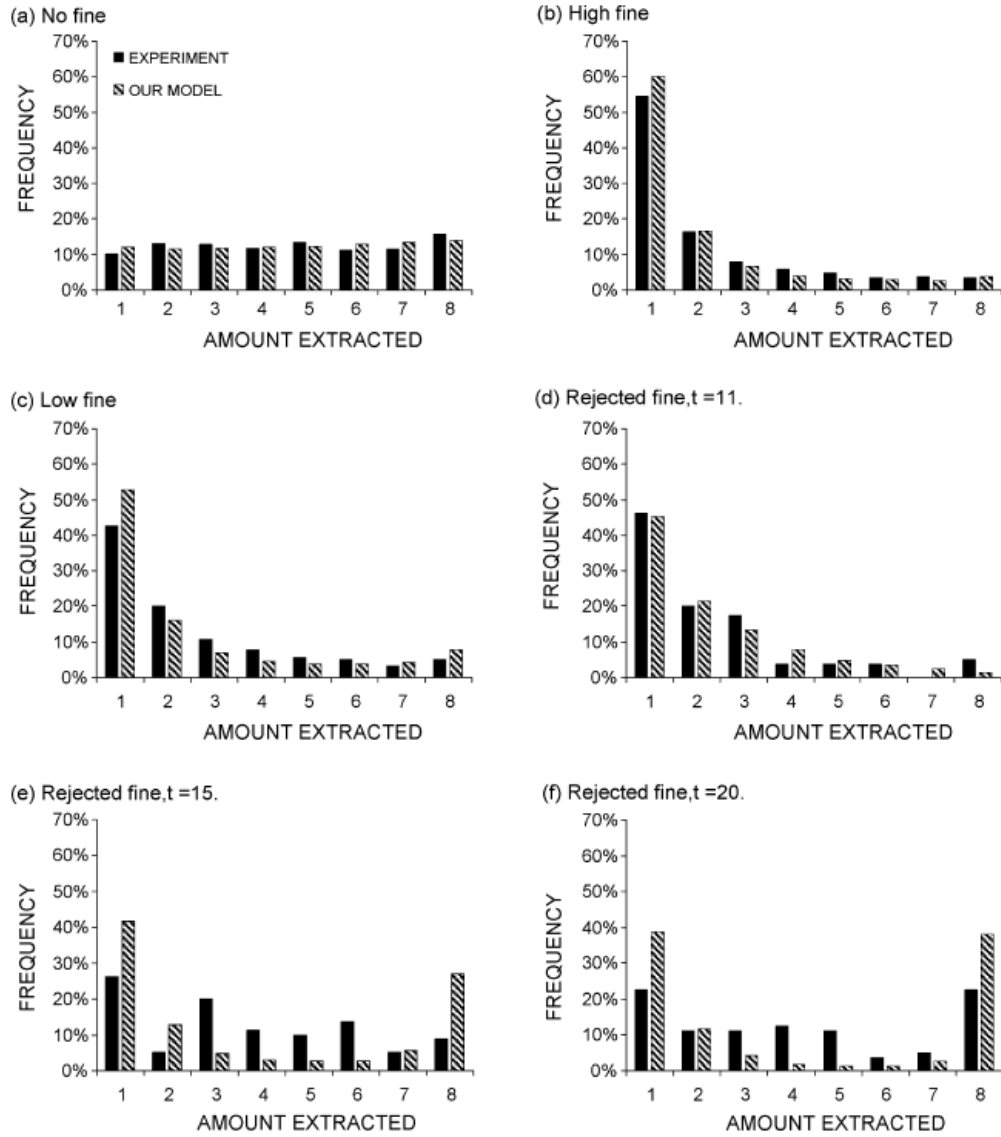 (a) No fine
70%
60%
50%
40%
30%
20%
10%
0%
FREQUENCY
EXPERIMENT
OUR MODEL
1 2 3 4 5 6 7 8
AMOUNT EXTRACTED
(b) High fine
70%
60%
50%
40%
30%
20%
10%
0%
FREQUENCY
1 2 3 4 5 6 7 8
AMOUNT EXTRACTED
(c) Low fine
70%
60%
50%
40%
30%
20%
10%
0%
FREQUENCY
1 2 3 4 5 6 7 8
AMOUNT EXTRACTED
(d) Rejected fine,t =11.
70%
60%
50%
40%
30%
20%
10%
0%
FREQUENCY
1 2 3 4 5 6 7 8
AMOUNT EXTRACTED
(e) Rejected fine,t =15.
70%
60%
50%
40%
30%
20%
10%
0%
FREQUENCY
1 2 3 4 5 6 7 8
AMOUNT EXTRACTED
(f) Rejected fine,t =20.
70%
60%
50%
40%
30%
20%
10%
0%
FREQUENCY
1 2 3 4 5 6 7 8
AMOUNT EXTRACTED